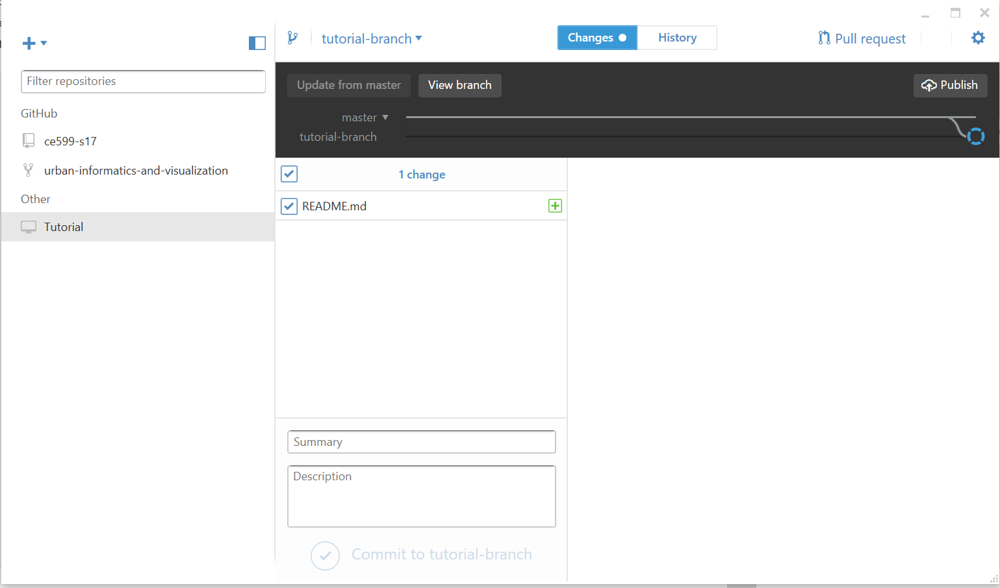 tutorial-branch
Changes
History
Pull request
Filter repositories
GitHub
ce599-s17
urban-informatics-and-visualization
Other
Tutorial
Update from master
View branch
Publish
master
tutorial-branch
1 change
README.md
Summary
Description
Commit to tutorial-branch